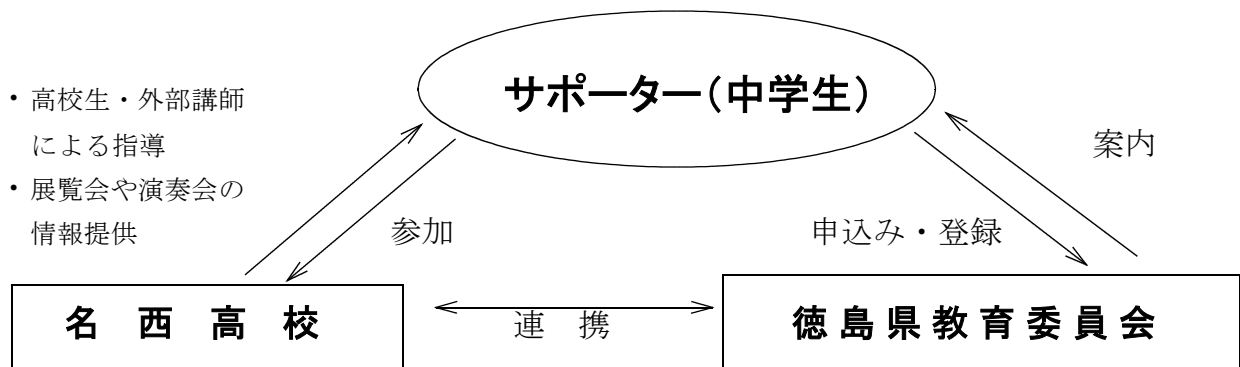 サポーター(中学生)
・高校生・外部講師
による指導
・展覧会や演奏会の
情報提供
案内
参加
申込み・登録
名西高校
連携
徳島県教育委員会